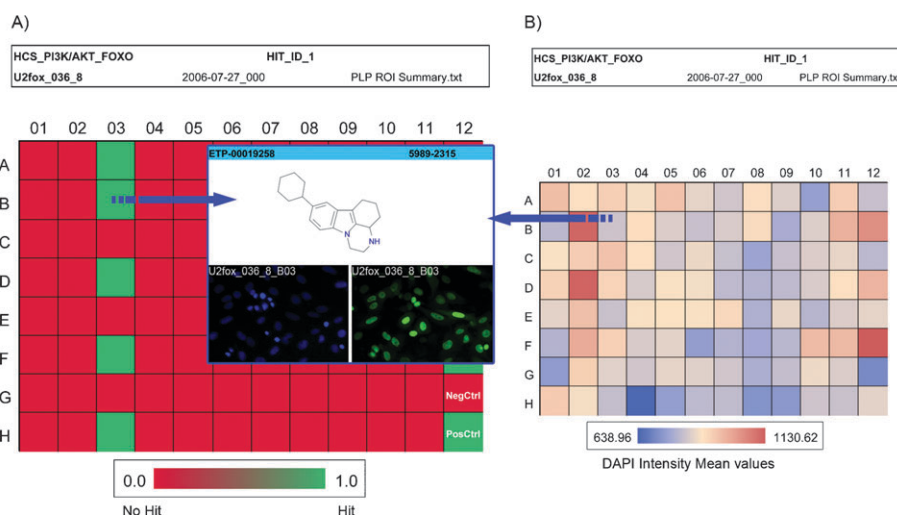 A)
HCS_PI3K/AKT_FOXO HIT_ID_1
U2fox_036_8 2006-07-27_000 PLP ROI Summary.txt
01 02 03 04 05 06 07 08 09 10 11 12
A
B
C
D
E
F
G
H
ETP-00019258 5989-2315
N
NH
U2fox_036_8_B03 U2fox_036_8_B03
NegCtrl
PosCtrl
0.0 1.0
No Hit Hit
B)
HCS_PI3K/AKT_FOXO HIT_ID_1
U2fox_036_8 2006-07-27_000 PLP ROI Summary.txt
01 02 03 04 05 06 07 08 09 10 11 12
A
B
C
D
E
F
G
H
638.96 1130.62
DAPI Intensity Mean values